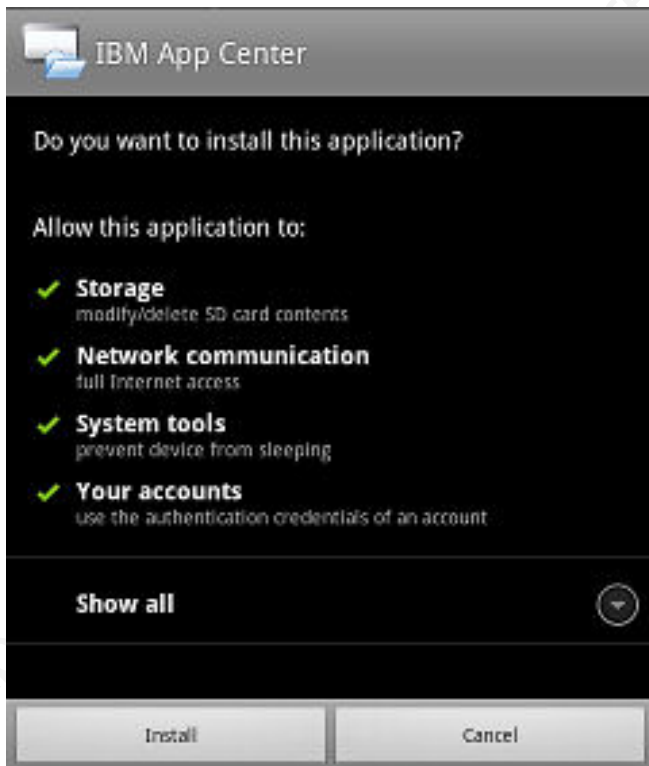 IBM App Center
Do you want to install this application?
Allow this application to:
Storage
modify/delete SD card contents
Network communication
full Internet access
System tools
prevent device from sleeping
Your accounts
use the authentication credentials of an account
Show all
Install
Cancel